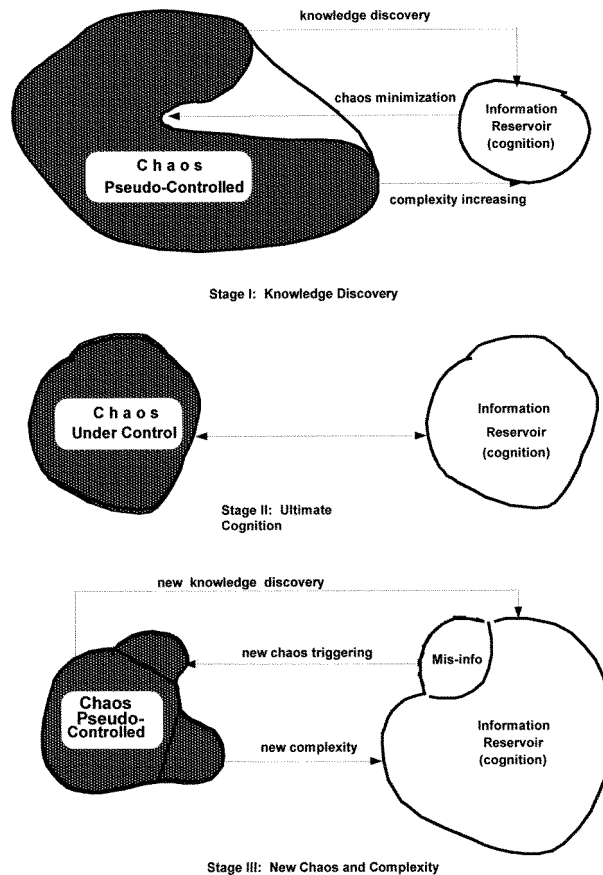 knowledge discovery
chaos minimization
Information
Reservoir
(cognition)
C h a o s
Pseudo-Controlled
complexity increasing
Stage I: Knowledge Discovery
C h a o s
Under Control
Information
Reservoir
(cognition)
Stage II: Ultimate
Cognition
new knowledge discovery
new chaos triggering
Mis-info
Chaos
Pseudo-
Controlled
Information
Reservoir
(cognition)
new complexity
Stage III: New Chaos and Complexity